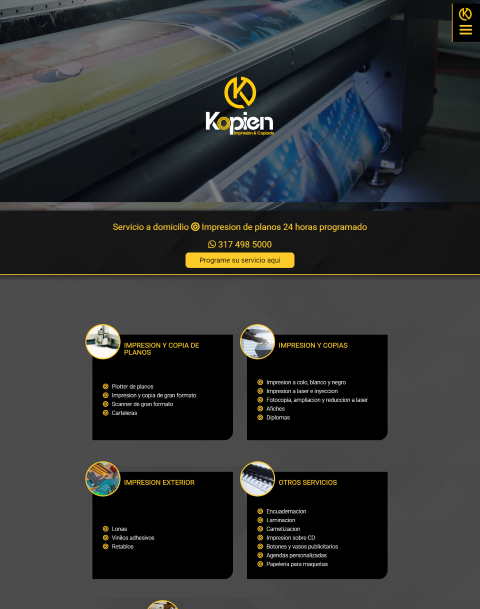 Kopien
Impresión & Copiado
Servicio a domicilio Impresion de planos 24 horas programado
317 498 5000
Programe su servicio aqui
IMPRESION Y COPIA DE
PLANOS
Plotter de planos
Impresion y copia de gran formato
Scanner de gran formato
Carteleras
IMPRESION Y COPIAS
Impresion a colo, blanco y negro
Impresion a laser e inyeccion
Fotocopia, ampliacion y reduccion a laser
Afiches
Diplomas
IMPRESION EXTERIOR
Lonas
Vinilos adhesivos
Retablos
OTROS SERVICIOS
Encuadernacion
Laminacion
Carnetizacion
Impresion sobre CD
Botones y vasos publicitarios
Agendas personalizadas
Papeleria para maquetas